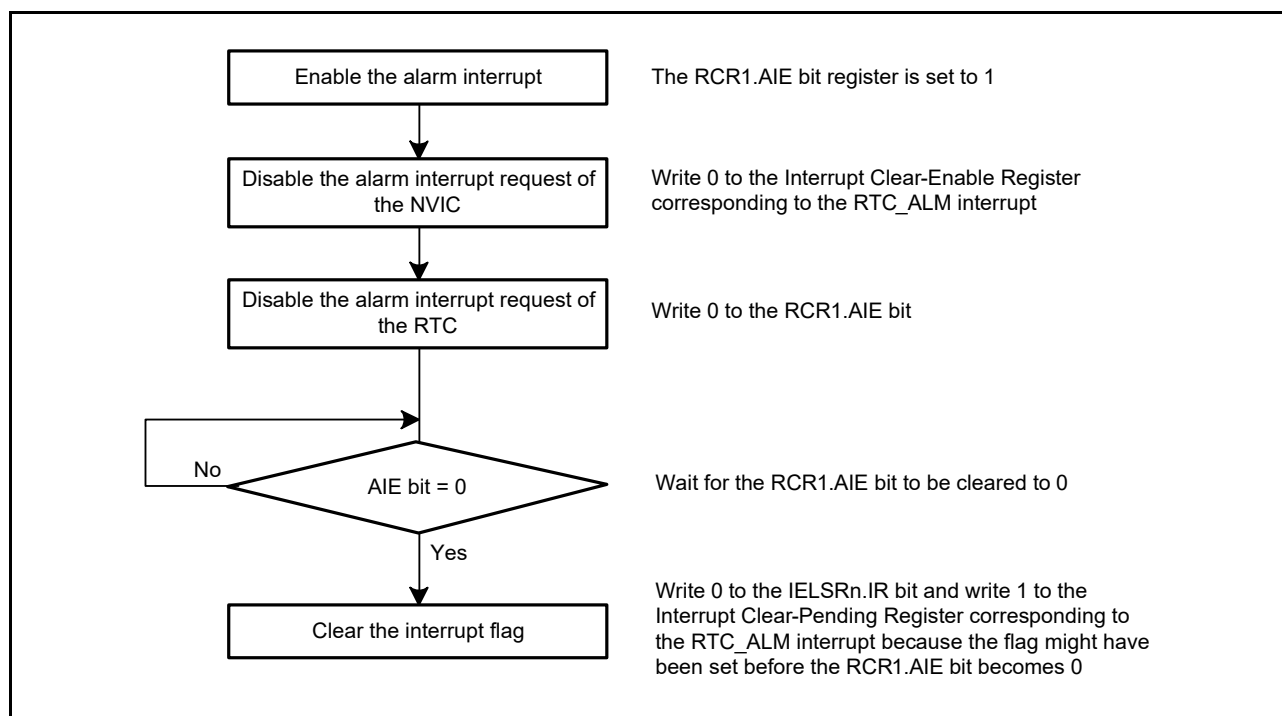 Enable the alarm interrupt
The RCR1.AIE bit register is set to 1
Disable the alarm interrupt request of
the NVIC
Write 0 to the Interrupt Clear-Enable Register
corresponding to the RTC_ALM interrupt
Disable the alarm interrupt request of
the RTC
Write 0 to the RCR1.AIE bit
No
AIE bit = 0
Wait for the RCR1.AIE bit to be cleared to 0
Yes
Clear the interrupt flag
Write 0 to the IELSRn.IR bit and write 1 to the
Interrupt Clear-Pending Register corresponding to
the RTC_ALM interrupt because the flag might have
been set before the RCR1.AIE bit becomes 0